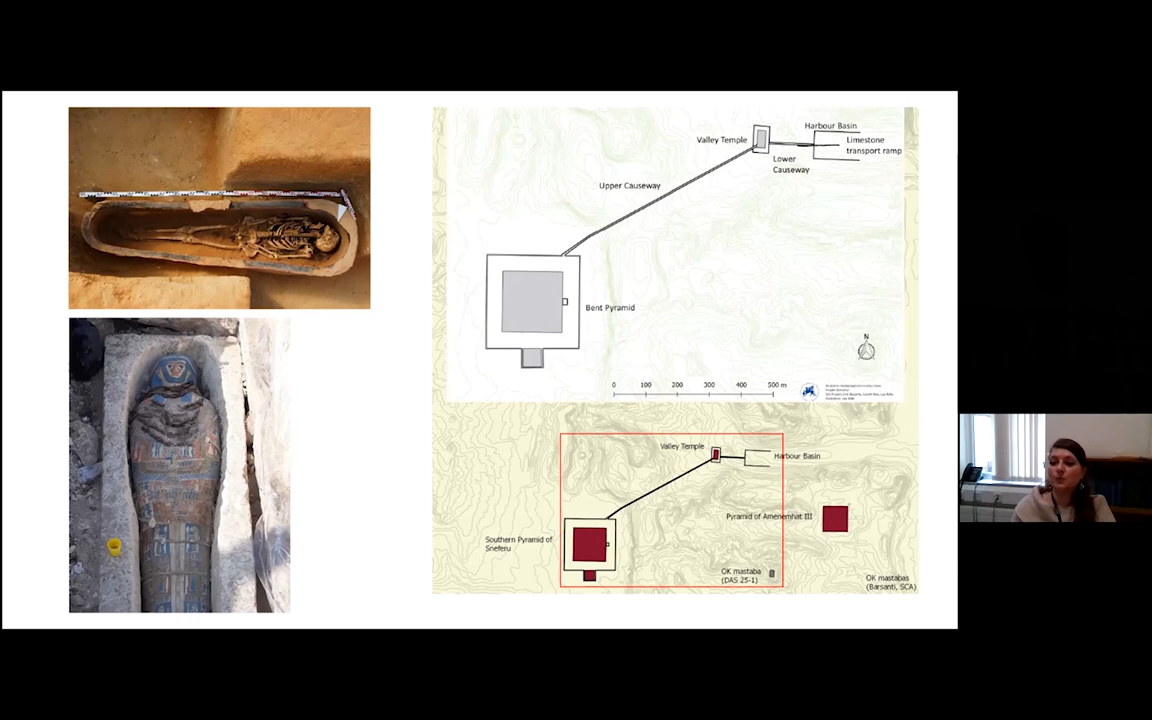 Harbour Basin
Valley Temple
Limestone
transport ramp
Lower
Causeway
Upper Causeway
Bent Pyramid
N
0 100 200 300 400 500 m
Valley Temple
Harbour Basin
Pyramid of Amenemhat III
Southern Pyramid of
Sneferu
OK mastaba
(DAS 25-1)
OK mastabas
(Barsanti, SCA)